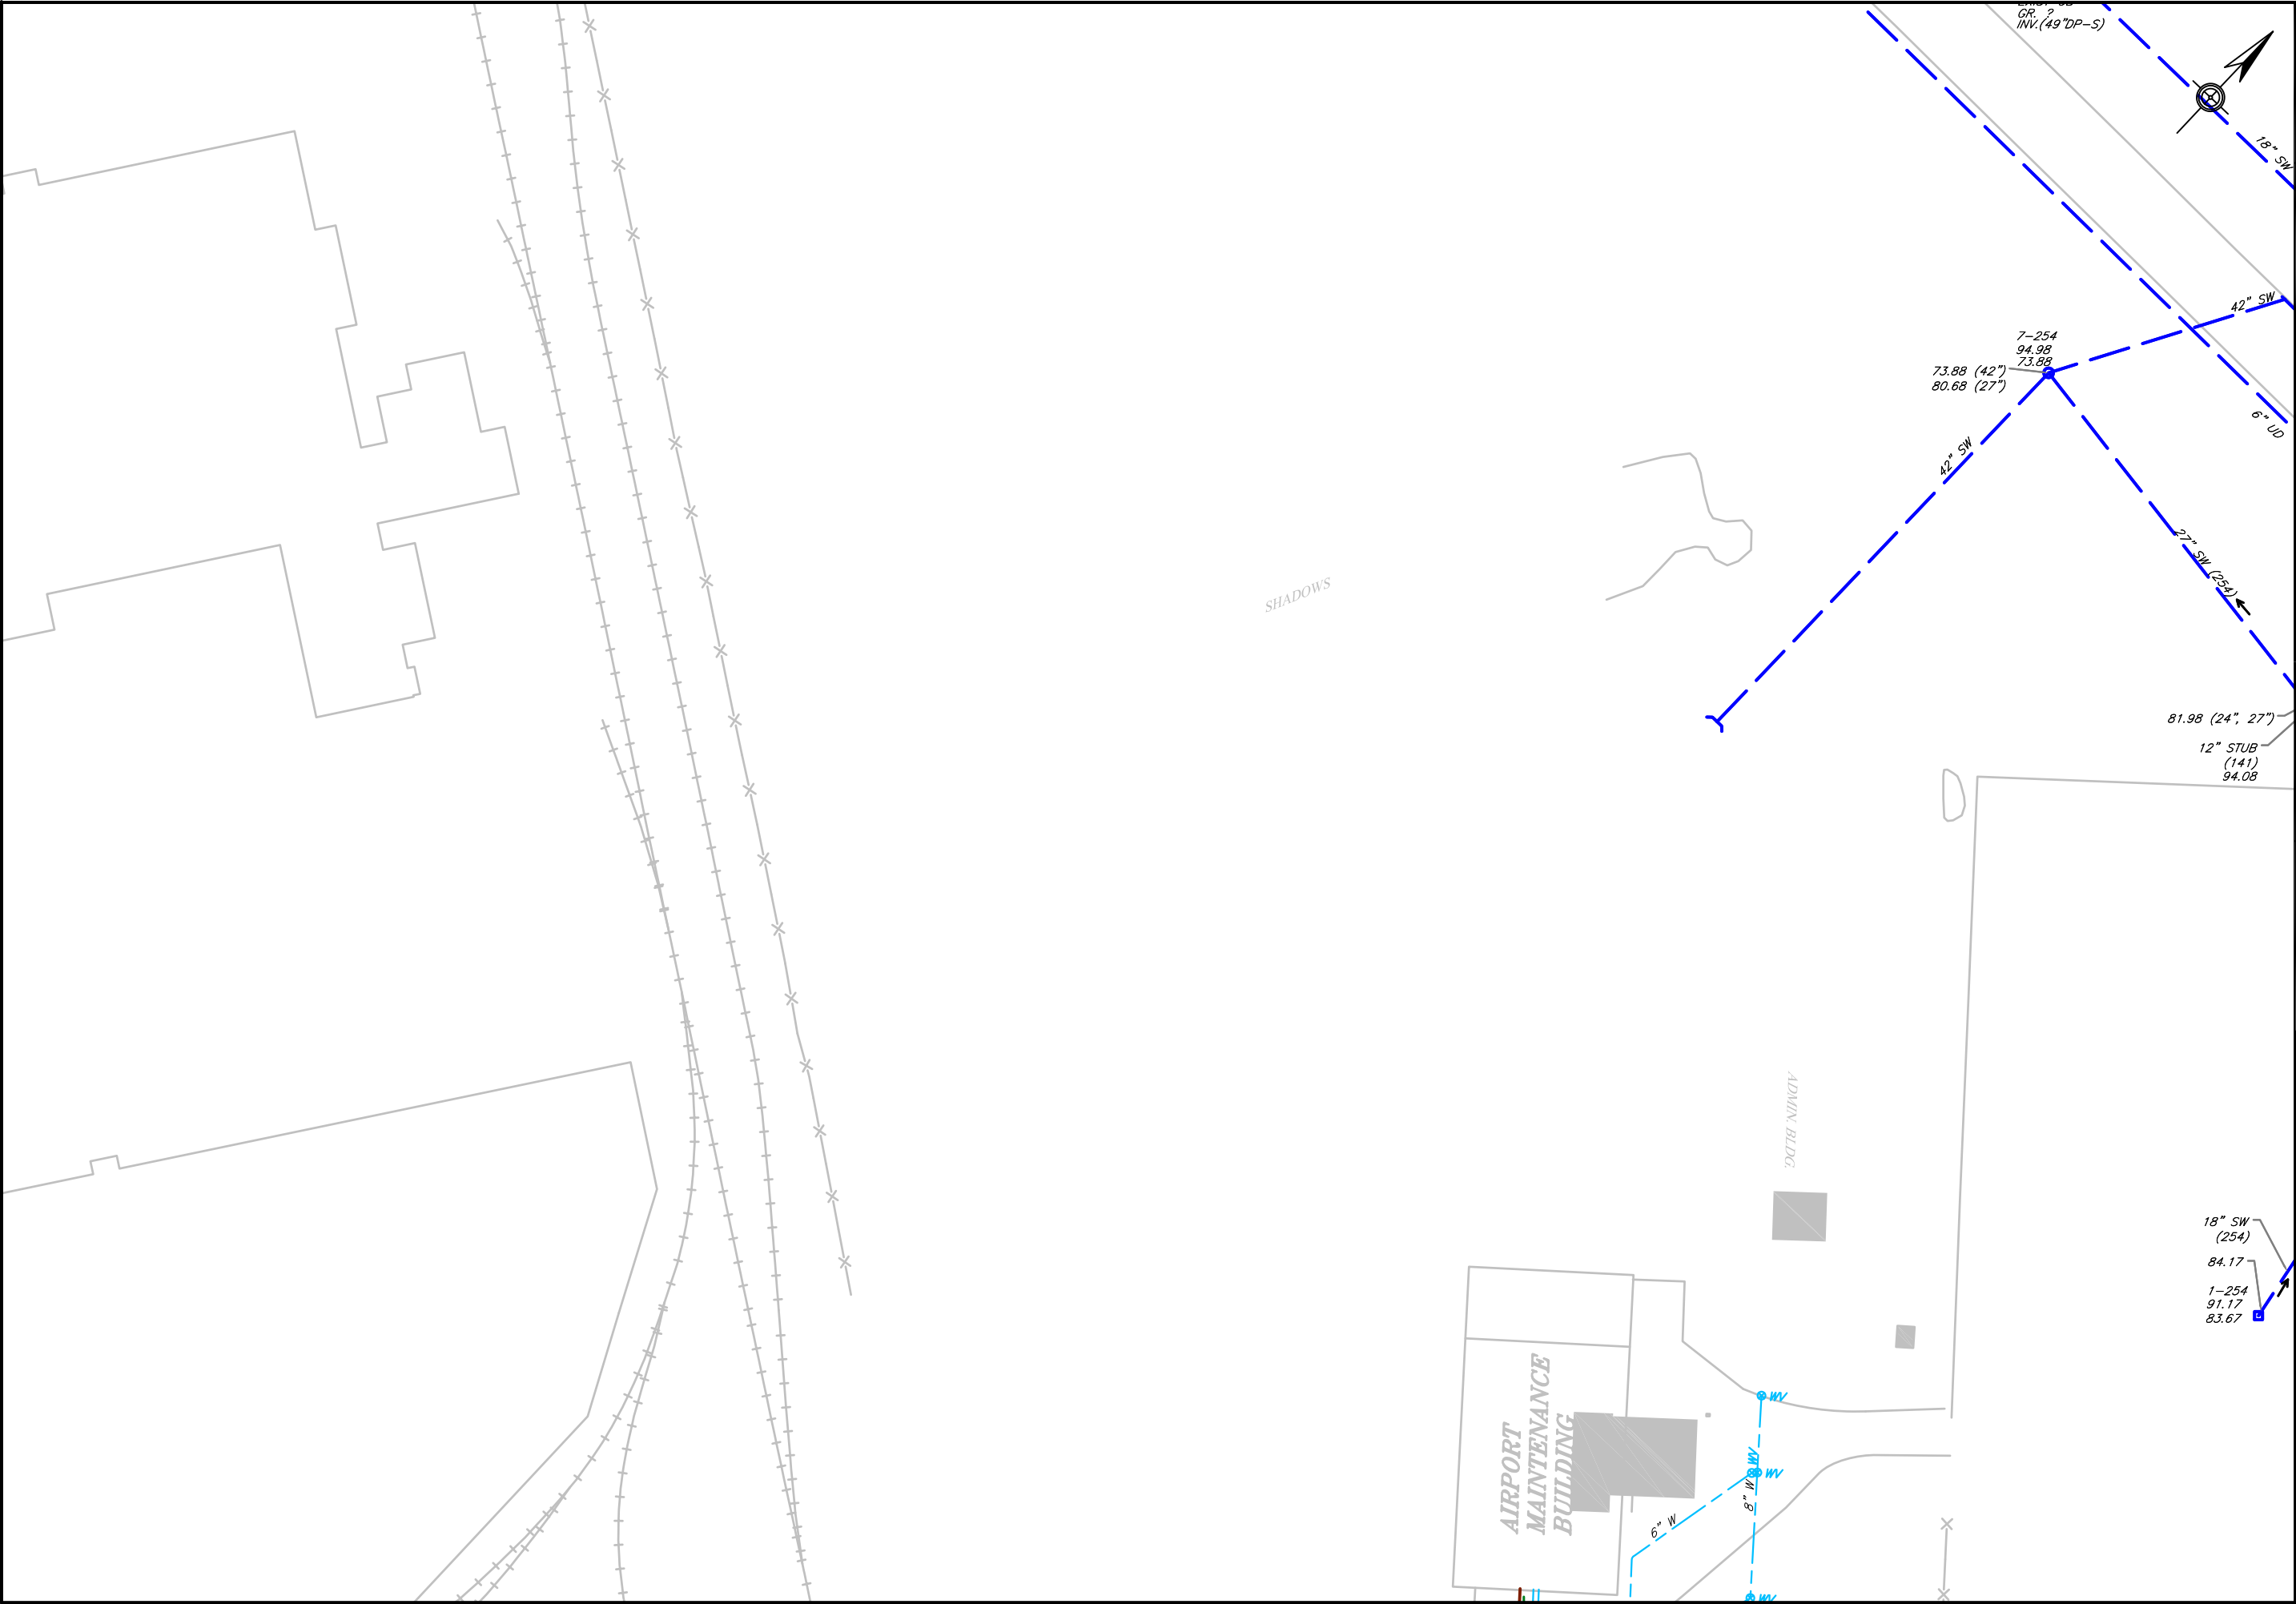 GR. ?
INV.(49"DP-S)
18" SW
42" SW
7-254
94.98
73.88
73.88 (42")
80.68 (27")
6" UD
42" SW
27" SW (254)
SHADOWS
81.98 (24", 27")
12" STUB
(141)
94.08
ADMIN. BLDG.
18" SW
(254)
84.17
1-254
91.17
83.67
AIRPORT
MAINTENANCE
BUILDING
WV
WV
WV
8" W
6" W
WV